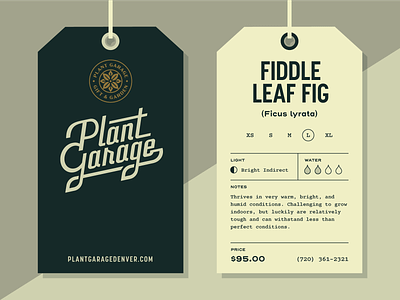 PLANT GARAGE
GIFT & GARDEN
Plant
Garage
PLANTGARAGEDENVER.COM
FIDDLE
LEAF FIG
(Ficus lyrata)
XS S M L XL
LIGHT
Bright Indirect
WATER
NOTES
Thrives in very warm, bright, and
humid conditions. Challenging to grow
indoors, but luckily are relatively
tough and can withstand less than
perfect conditions.
PRICE
$95.00
(720) 361-2321